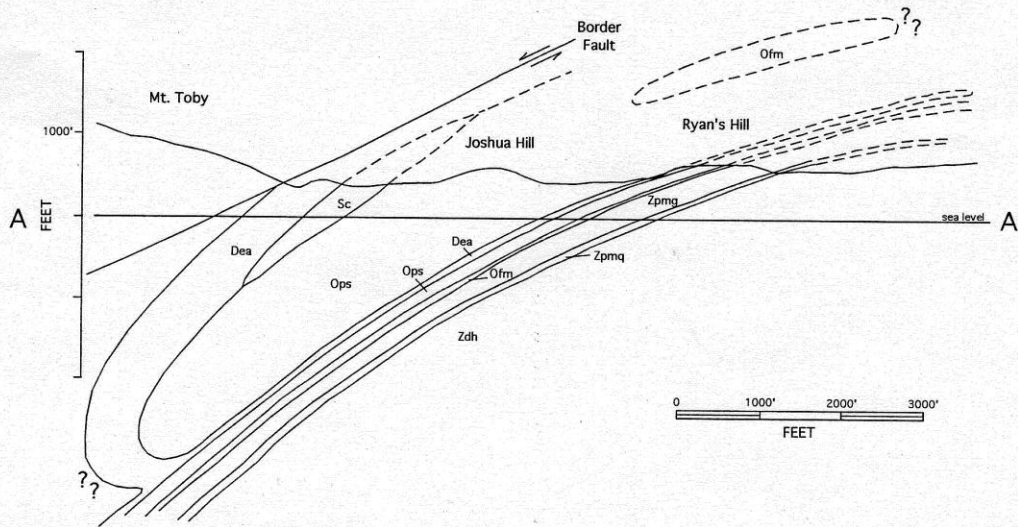 ??
Border
Fault
Ofm
Mt. Toby
1000'
Joshua Hill
Ryan's Hill
Sc
Zpmg
A
FEET
sea level
A'
Dea
Dea
Zpmq
Ops
Ops
Ofm
Zdh
0
1000'
2000'
3000'
FEET
??